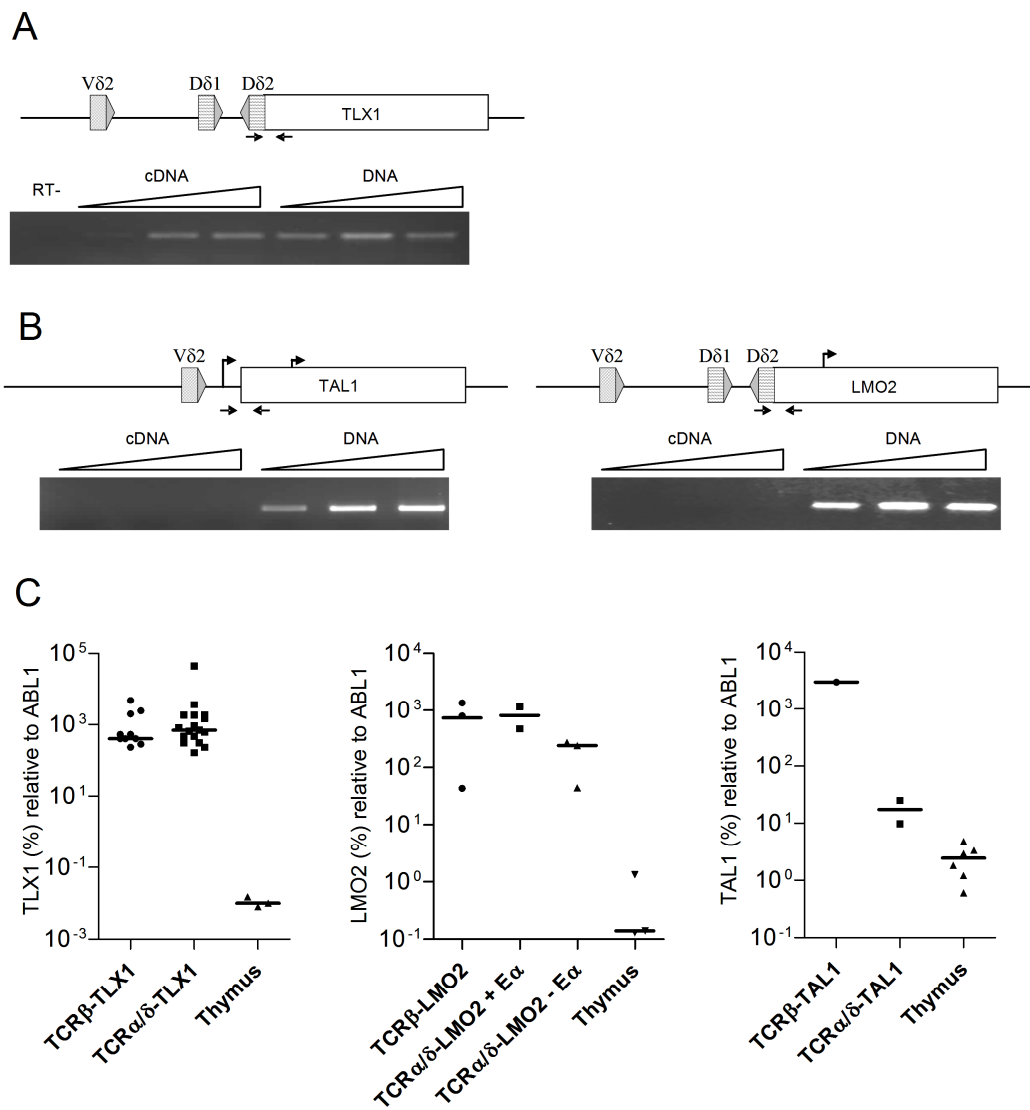 A
Vδ2 Dδ1 Dδ2
TLX1
RT- cDNA DNA
B
Vδ2
TAL1
cDNA DNA
Vδ2 Dδ1 Dδ2
LMO2
cDNA DNA
C
TLX1 (%) relative to ABL1
10^5
10^3
10^1
10^-1
10^-3
TCRβ-TLX1
TCRα/δ-TLX1
Thymus
LMO2 (%) relative to ABL1
10^4
10^3
10^2
10^1
10^0
10^-1
TCRβ-LMO2
TCRα/δ-LMO2 + Eα
TCRα/δ-LMO2 - Eα
Thymus
TAL1 (%) relative to ABL1
10^4
10^3
10^2
10^1
10^0
10^-1
TCRβ-TAL1
TCRα/δ-TAL1
Thymus